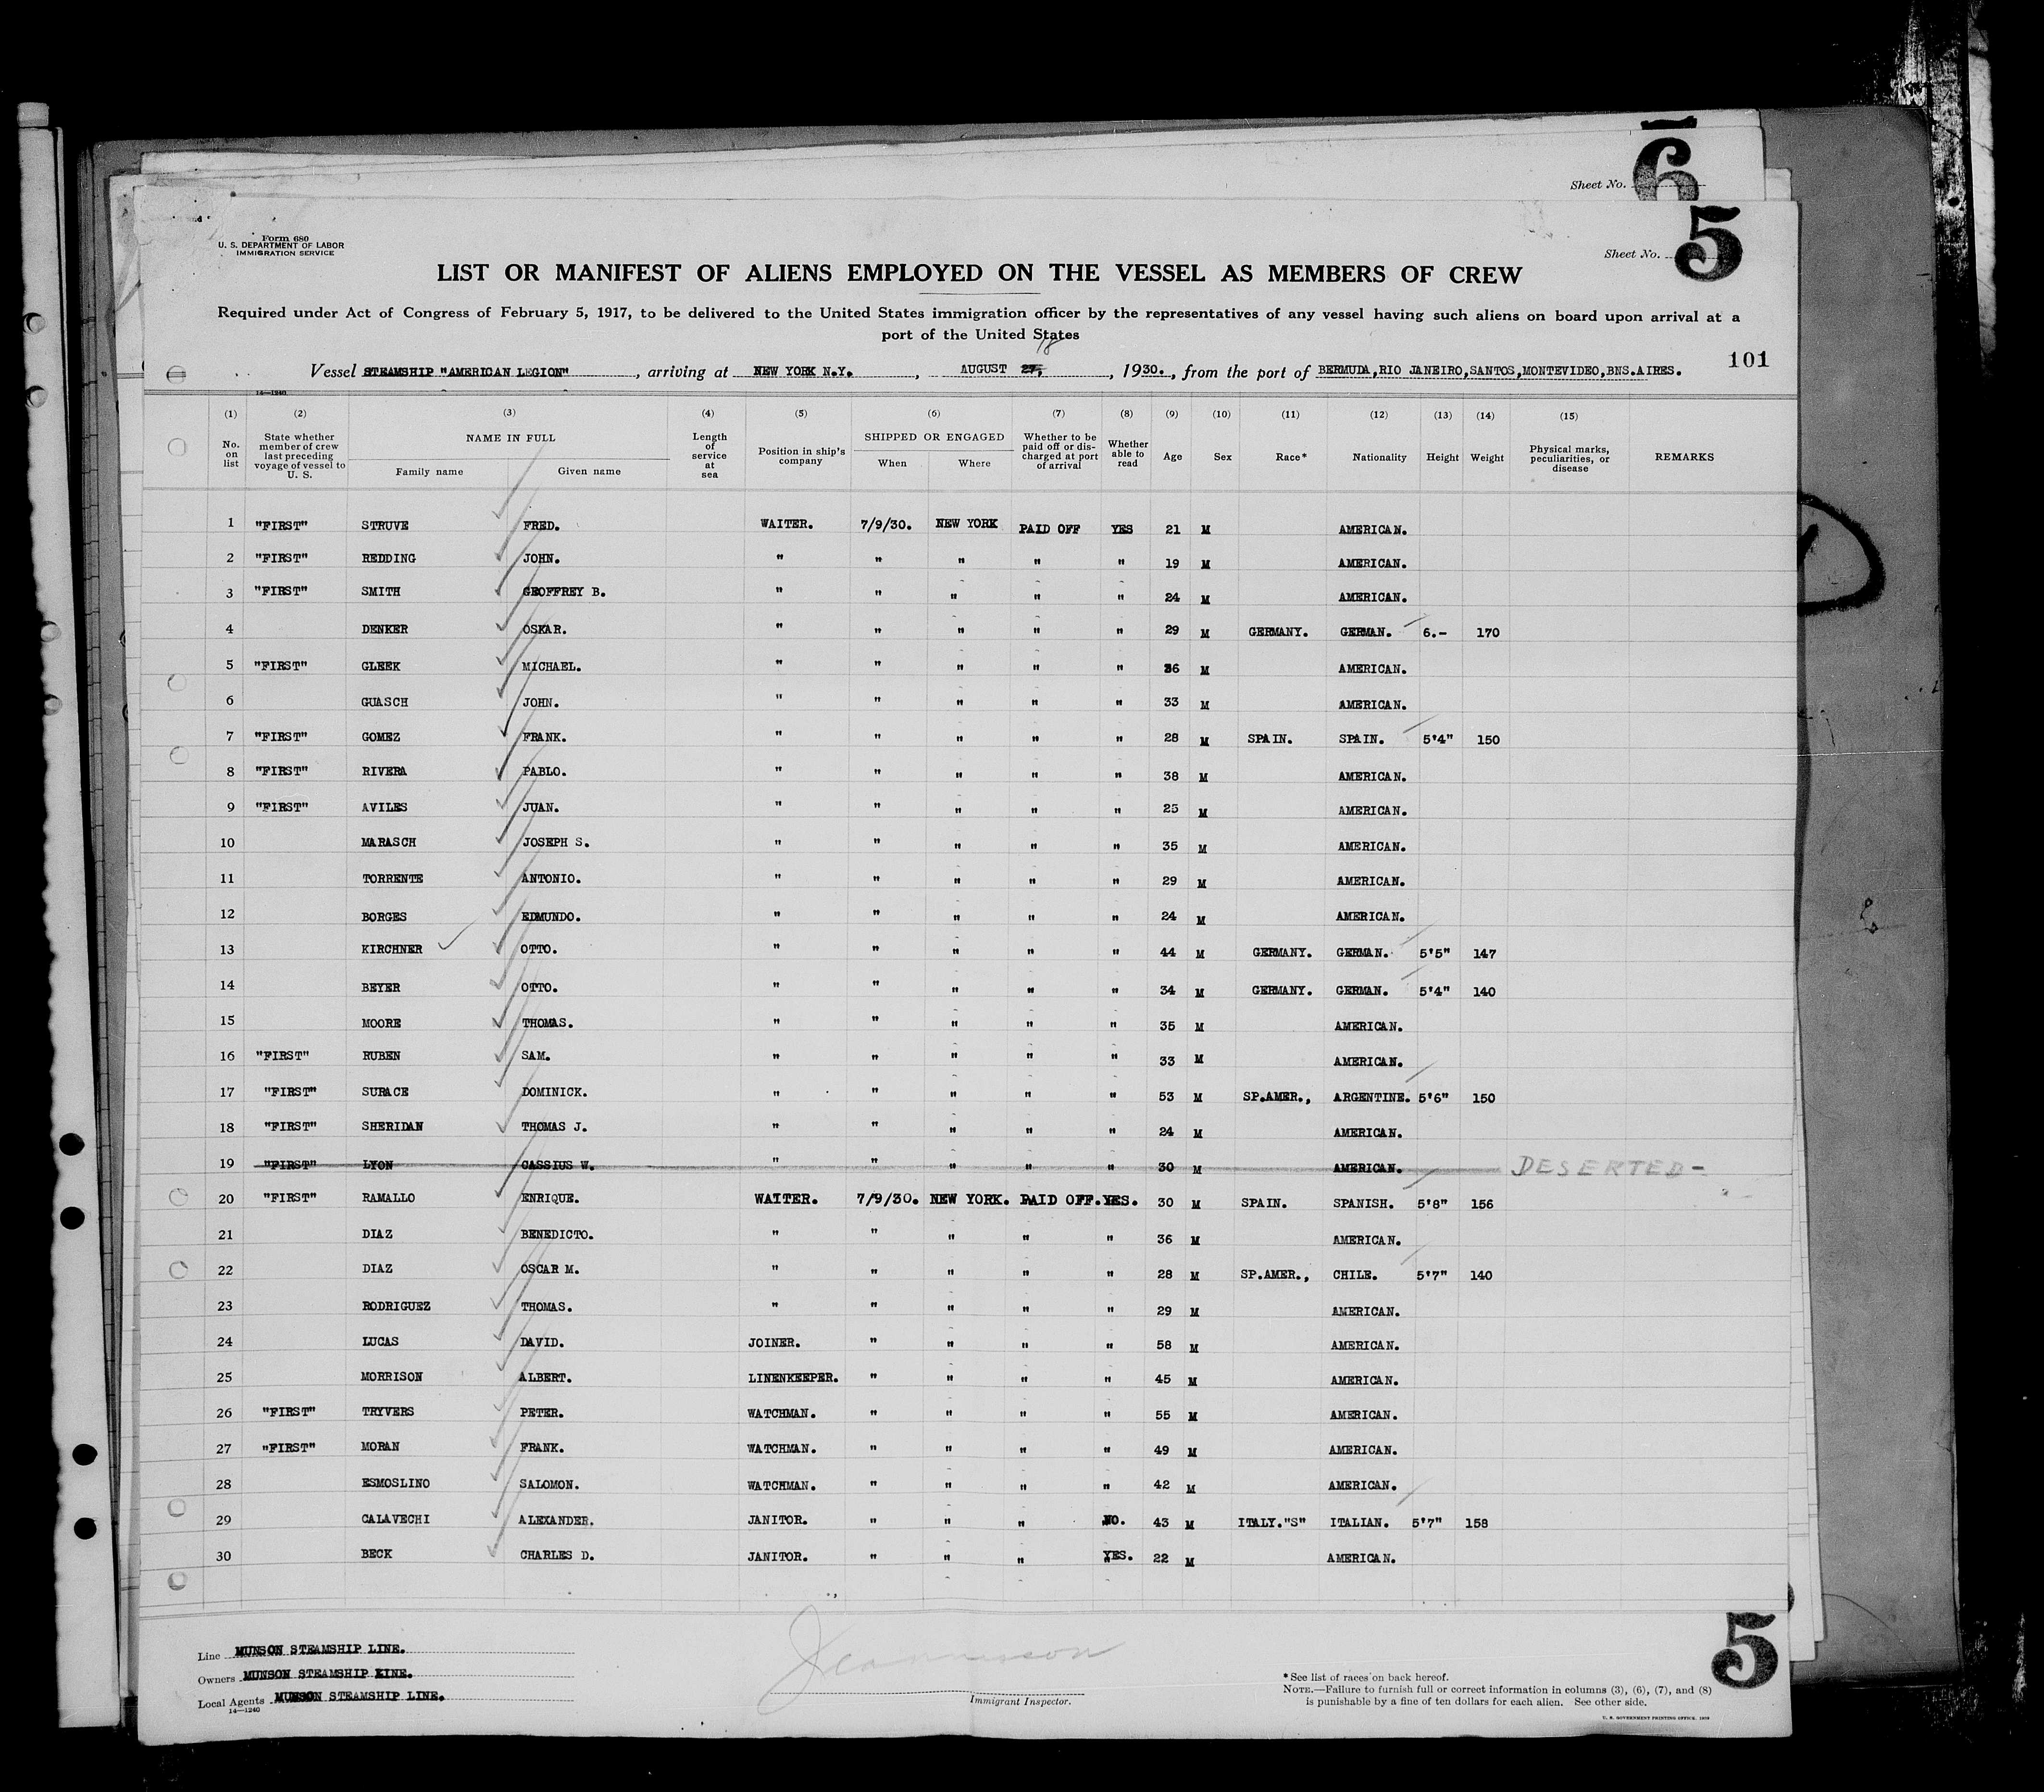 Sheet No. 6
Form 680
U. S. DEPARTMENT OF LABOR
IMMIGRATION SERVICE
Sheet No. 5
LIST OR MANIFEST OF ALIENS EMPLOYED ON THE VESSEL AS MEMBERS OF CREW
Required under Act of Congress of February 5, 1917, to be delivered to the United States immigration officer by the representatives of any vessel having such aliens on board upon arrival at a
port of the United States
18
101
Vessel STEAMSHIP "AMERICAN LEGION", arriving at NEW YORK N.Y., AUGUST 27, 1930., from the port of BERMUDA,RIO JANEIRO,SANTOS,MONTEVIDEO,BNS.AIRES.
14—1240
(1) (2) (3) (4) (5) (6) (7) (8) (9) (10) (11) (12) (13) (14) (15)
No. on list State whether member of crew last preceding voyage of vessel to U. S. NAME IN FULL Family name Given name Length of service at sea Position in ship's company SHIPPED OR ENGAGED When Where Whether to be paid off or discharged at port of arrival Whether able to read Age Sex Race* Nationality Height Weight Physical marks, peculiarities, or disease REMARKS
1 "FIRST" STRUVE FRED. WAITER. 7/9/30. NEW YORK PAID OFF YES 21 M AMERICAN.
2 "FIRST" REDDING JOHN. " " " " " 19 M AMERICAN.
3 "FIRST" SMITH GEOFFREY B. " " " " " 24 M AMERICAN.
4 DENKER OSKAR. " " " " " 29 M GERMANY. GERMAN. 6.- 170
5 "FIRST" GLEEK MICHAEL. " " " " " 36 M AMERICAN.
6 GUASCH JOHN. " " " " " 33 M AMERICAN.
7 "FIRST" GOMEZ FRANK. " " " " " 28 M SPAIN. SPAIN. 5'4" 150
8 "FIRST" RIVERA PABLO. " " " " " 38 M AMERICAN.
9 "FIRST" AVILES JUAN. " " " " " 25 M AMERICAN.
10 MARASCH JOSEPH S. " " " " " 35 M AMERICAN.
11 TORRENTE ANTONIO. " " " " " 29 M AMERICAN.
12 BORGES EDMUNDO. " " " " " 24 M AMERICAN.
13 KIRCHNER OTTO. " " " " " 44 M GERMANY. GERMAN. 5'5" 147
14 BEYER OTTO. " " " " " 34 M GERMANY. GERMAN. 5'4" 140
15 MOORE THOMAS. " " " " " 35 M AMERICAN.
16 "FIRST" RUBEN SAM. " " " " " 33 M AMERICAN.
17 "FIRST" SURACE DOMINICK. " " " " " 53 M SP.AMER., ARGENTINE. 5'6" 150
18 "FIRST" SHERIDAN THOMAS J. " " " " " 24 M AMERICAN.
19 "FIRST" LYON CASSIUS W. " " " " " 30 M AMERICAN. DESERTED-
20 "FIRST" RAMALLO ENRIQUE. WAITER. 7/9/30. NEW YORK. PAID OFF. YES. 30 M SPAIN. SPANISH. 5'8" 156
21 DIAZ BENEDICTO. " " " " " 36 M AMERICAN.
22 DIAZ OSCAR M. " " " " " 28 M SP.AMER., CHILE. 5'7" 140
23 RODRIGUEZ THOMAS. " " " " " 29 M AMERICAN.
24 LUCAS DAVID. JOINER. " " " " 58 M AMERICAN.
25 MORRISON ALBERT. LINENKEEPER. " " " " 45 M AMERICAN.
26 "FIRST" TRYVERS PETER. WATCHMAN. " " " " 55 M AMERICAN.
27 "FIRST" MORAN FRANK. WATCHMAN. " " " " 49 M AMERICAN.
28 ESMOSLINO SALOMON. WATCHMAN. " " " " 42 M AMERICAN.
29 CALAVECHI ALEXANDER. JANITOR. " " " NO. 43 M ITALY."S" ITALIAN. 5'7" 158
30 BECK CHARLES D. JANITOR. " " " YES. 22 M AMERICAN.
Line MUNSON STEAMSHIP LINE.
Owners MUNSON STEAMSHIP LINE.
Local Agents MUNSON STEAMSHIP LINE.
14—1240
Immigrant Inspector.
* See list of races on back hereof.
NOTE.—Failure to furnish full or correct information in columns (3), (6), (7), and (8)
is punishable by a fine of ten dollars for each alien. See other side.
5